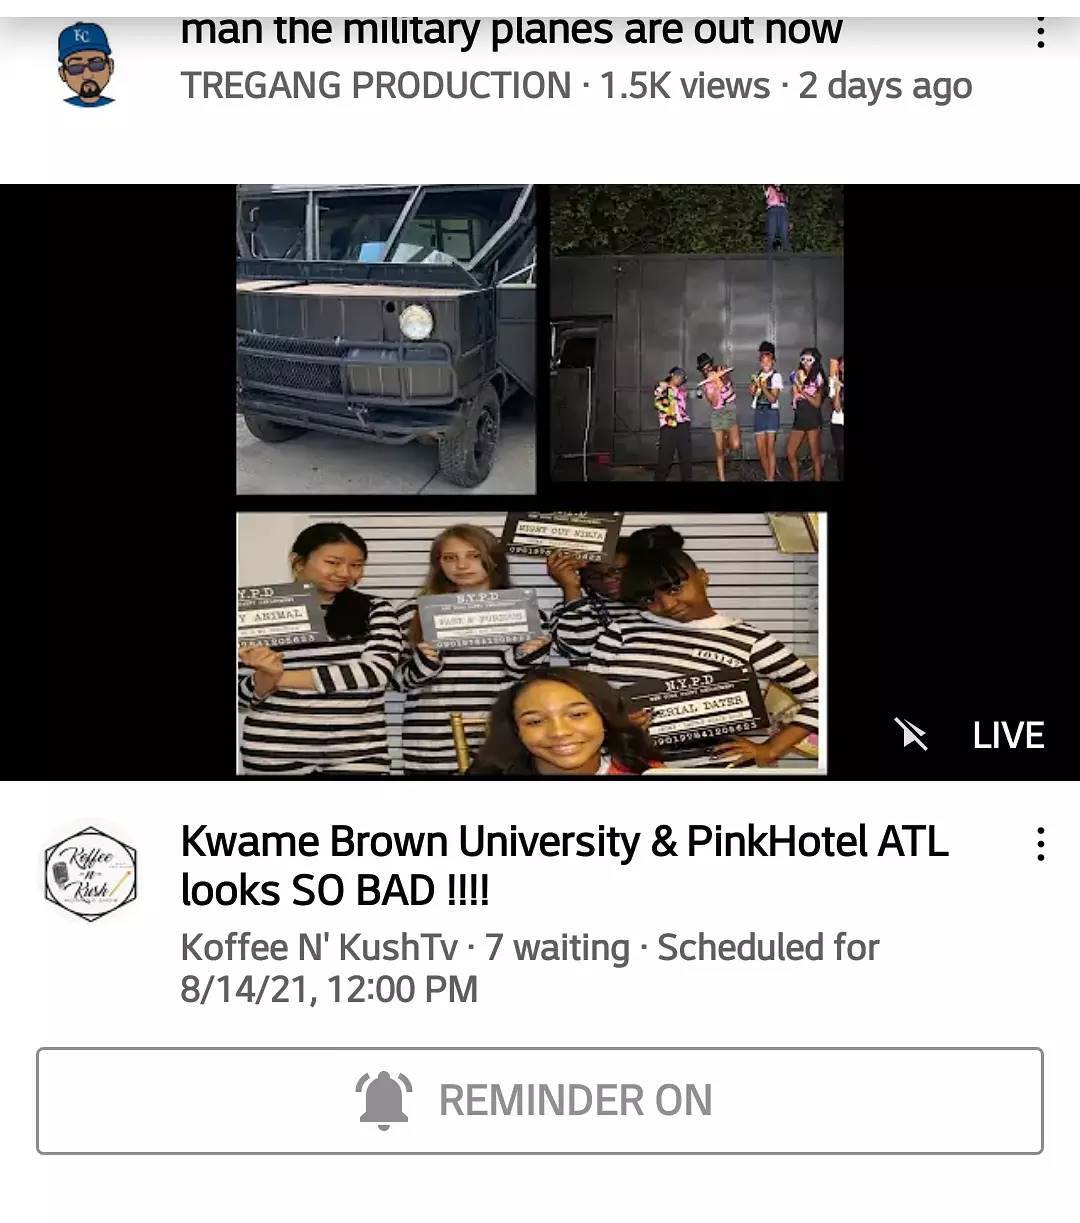 man the military planes are out now
KC
TREGANG PRODUCTION · 1.5K views · 2 days ago
NIGHT OUT NINJA
Y.P.D
Y ANIMAL
N.Y.P.D
FAST & FURIOUS
N.Y.P.D
ERIAL DATER
LIVE
Koffee
-n-
Kush
Kwame Brown University & PinkHotel ATL
looks SO BAD !!!!
Koffee N' KushTv · 7 waiting · Scheduled for
8/14/21, 12:00 PM
REMINDER ON